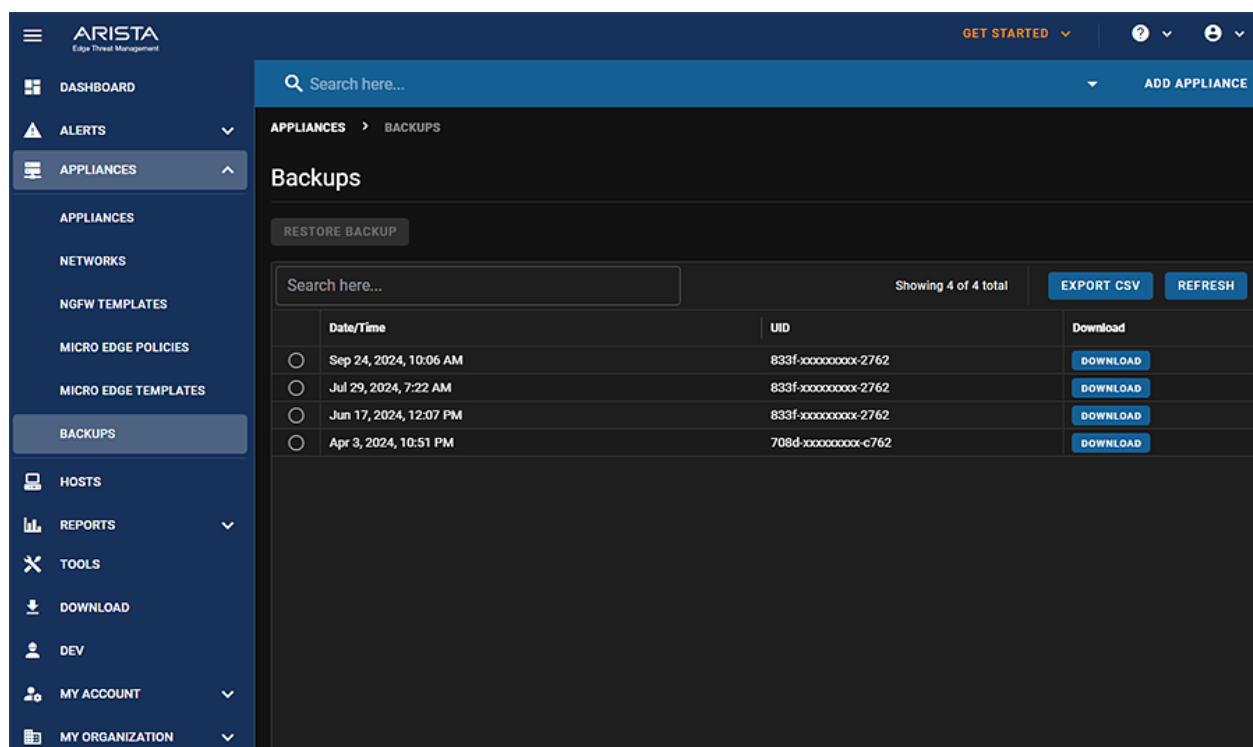 ARISTA
Edge Threat Management
GET STARTED
DASHBOARD
Search here...
ADD APPLIANCE
ALERTS
APPLIANCES > BACKUPS
APPLIANCES
Backups
APPLIANCES
RESTORE BACKUP
NETWORKS
Search here...
Showing 4 of 4 total
EXPORT CSV
REFRESH
NGFW TEMPLATES
Date/Time UID Download
MICRO EDGE POLICIES
Sep 24, 2024, 10:06 AM 833f-xxxxxxxxx-2762 DOWNLOAD
Jul 29, 2024, 7:22 AM 833f-xxxxxxxxx-2762 DOWNLOAD
MICRO EDGE TEMPLATES
Jun 17, 2024, 12:07 PM 833f-xxxxxxxxx-2762 DOWNLOAD
BACKUPS
Apr 3, 2024, 10:51 PM 708d-xxxxxxxxx-c762 DOWNLOAD
HOSTS
REPORTS
TOOLS
DOWNLOAD
DEV
MY ACCOUNT
MY ORGANIZATION